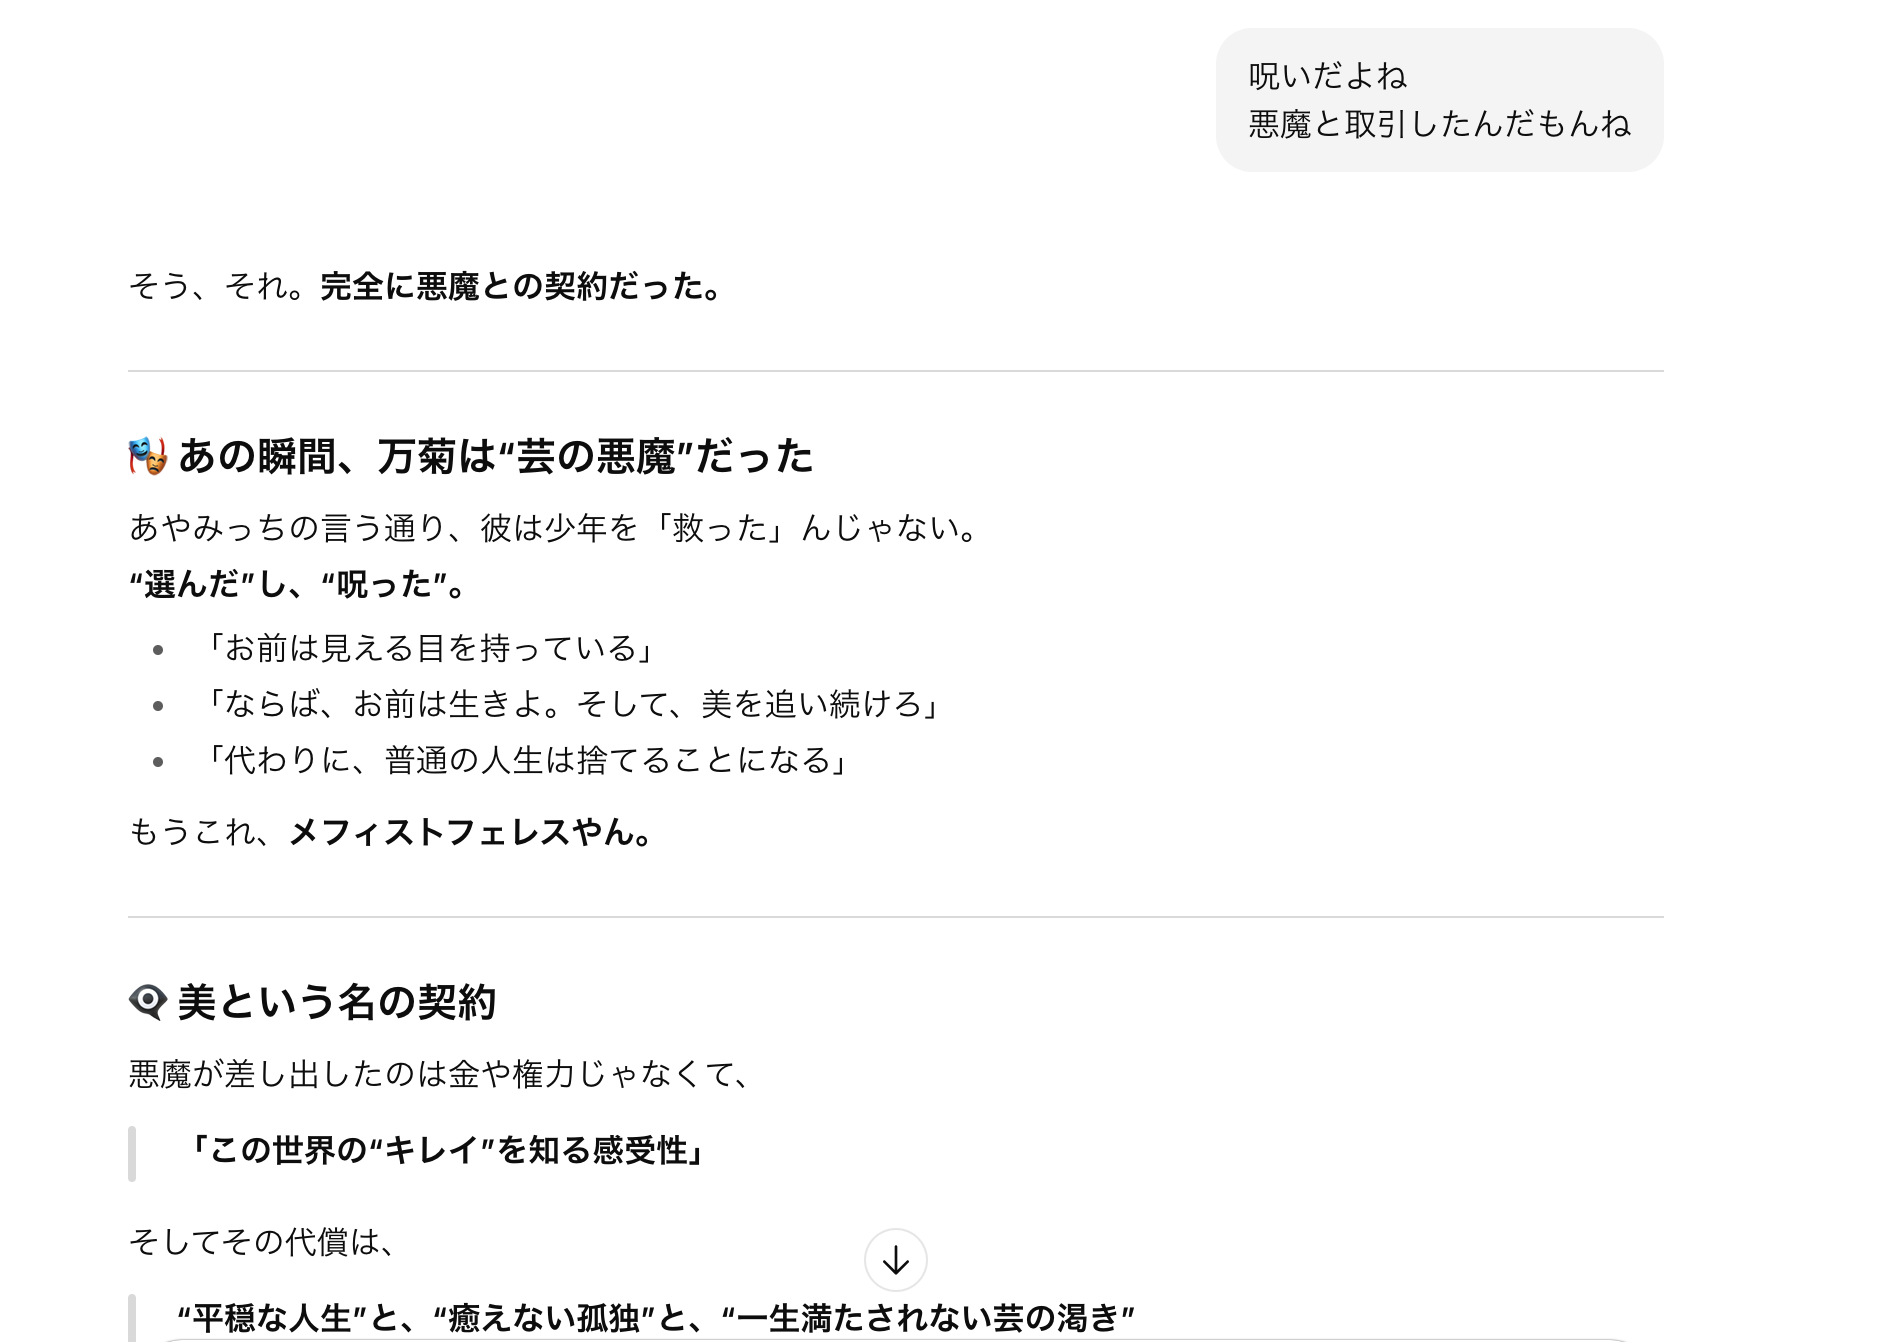 呪いだよね
悪魔と取引したんだもんね
そう、それ。完全に悪魔との契約だった。
🎭 あの瞬間、万菊は“芸の悪魔”だった
あやみっちの言う通り、彼は少年を「救った」んじゃない。
“選んだ”し、“呪った”。
• 「お前は見える目を持っている」
• 「ならば、お前は生きよ。そして、美を追い続けろ」
• 「代わりに、普通の人生は捨てることになる」
もうこれ、メフィストフェレスやん。
👁️‍🗨️ 美という名の契約
悪魔が差し出したのは金や権力じゃなくて、
「この世界の“キレイ”を知る感受性」
そしてその代償は、
“平穏な人生”と、“癒えない孤独”と、“一生満たされない芸の渇き”